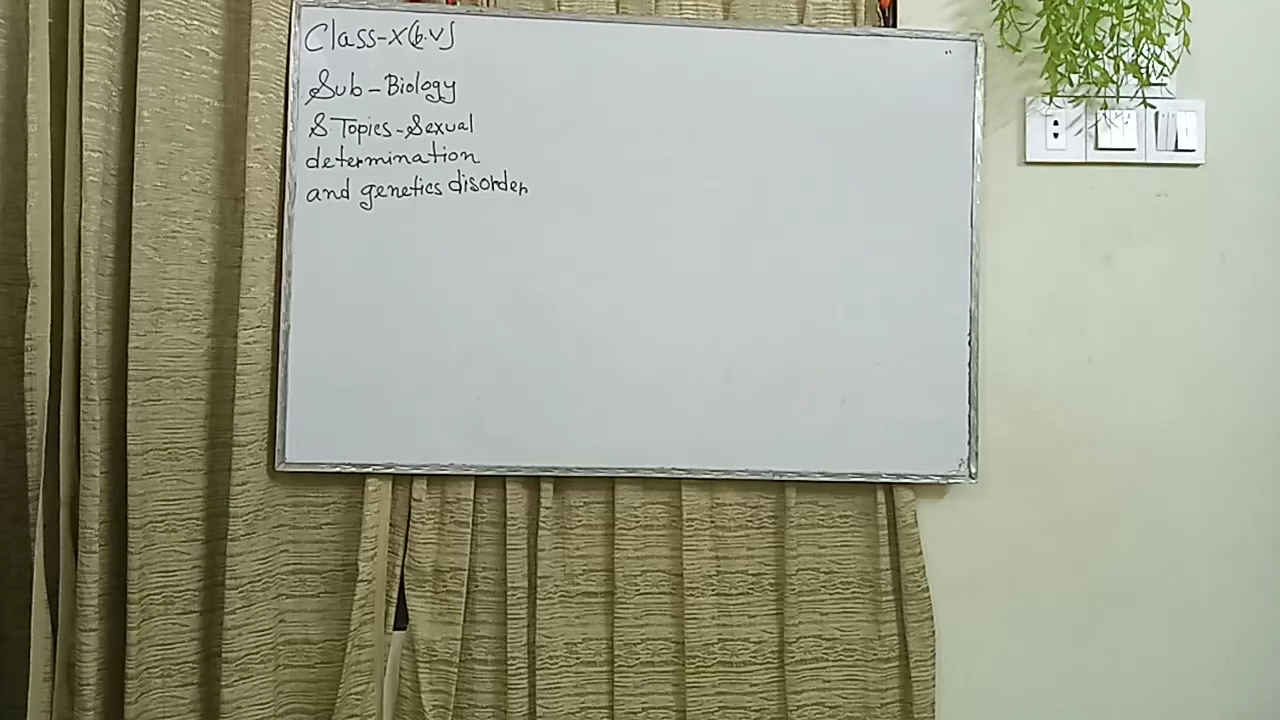 Class-X(b.v)
Sub-Biology
S Topics-Sexual
determination
and genetics disorder